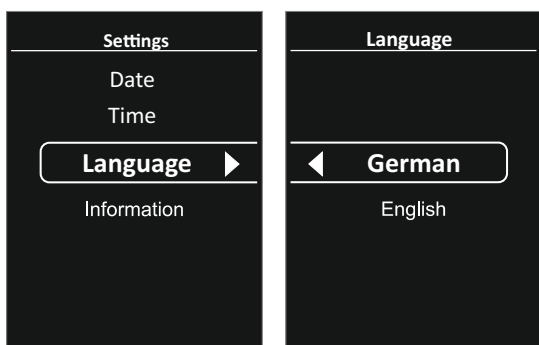 Settings
Date
Time
Language
Information
Language
German
English